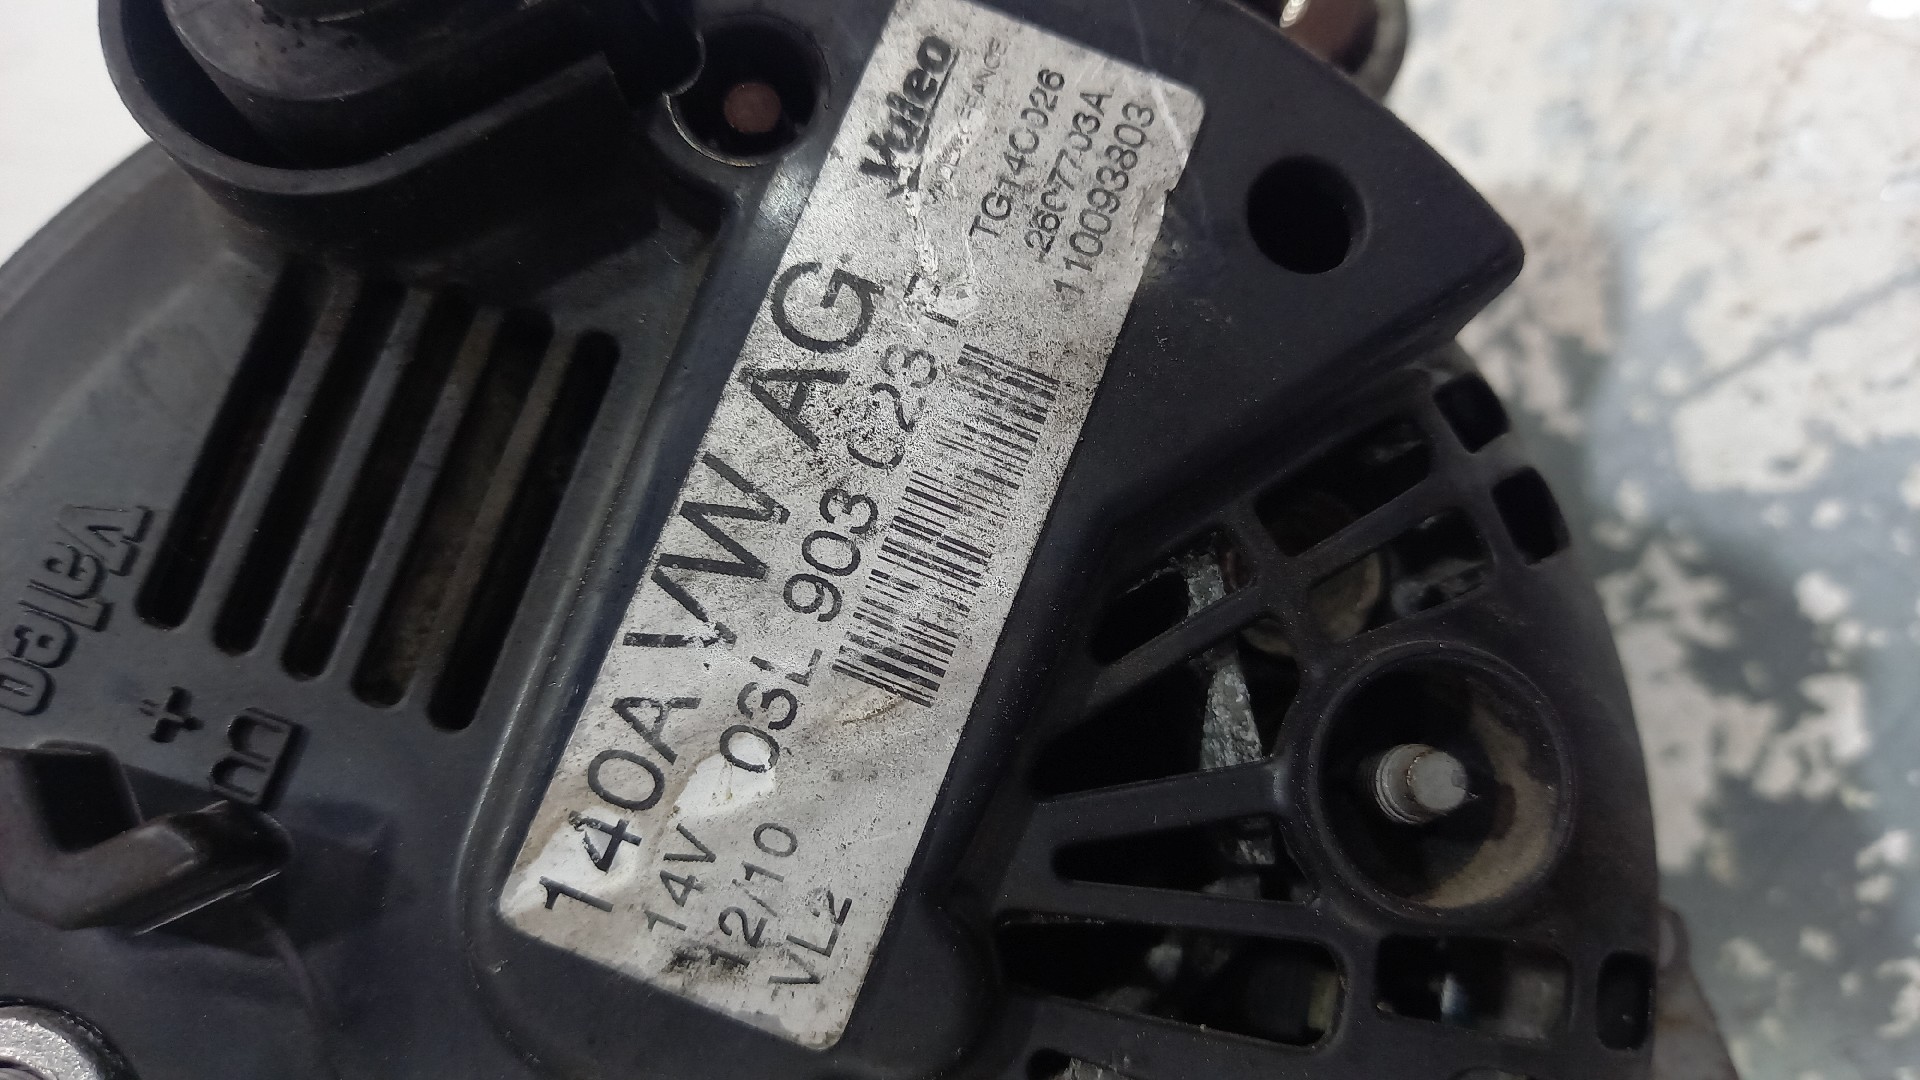 Valeo
TG14C026
2607703A
110093803
140A VW AG
14V 03L 903 023 F
12/10
VL2
Valeo
B+